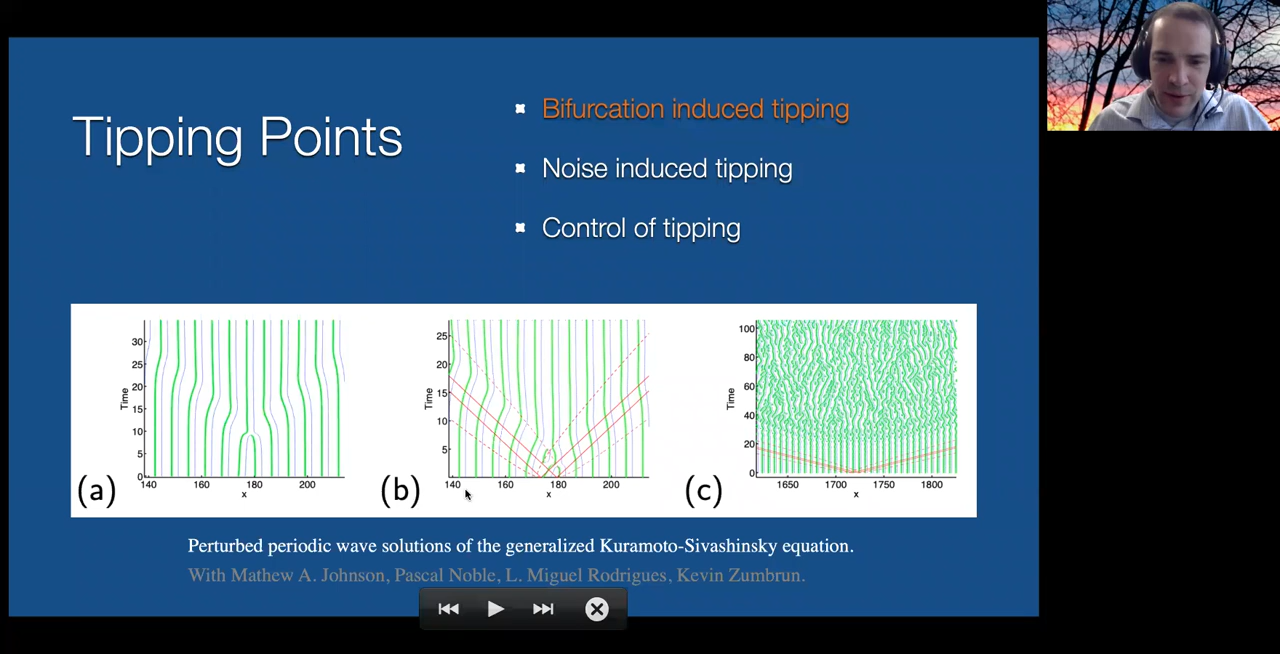 Tipping Points
Bifurcation induced tipping
Noise induced tipping
Control of tipping
30
25
20
15
10
5
0
Time
140 160 180 200
x
(a)
25
20
15
10
5
Time
140 160 180 200
x
(b)
100
80
60
40
20
0
Time
1650 1700 1750 1800
x
(c)
Perturbed periodic wave solutions of the generalized Kuramoto-Sivashinsky equation.
With Mathew A. Johnson, Pascal Noble, L. Miguel Rodrigues, Kevin Zumbrun.